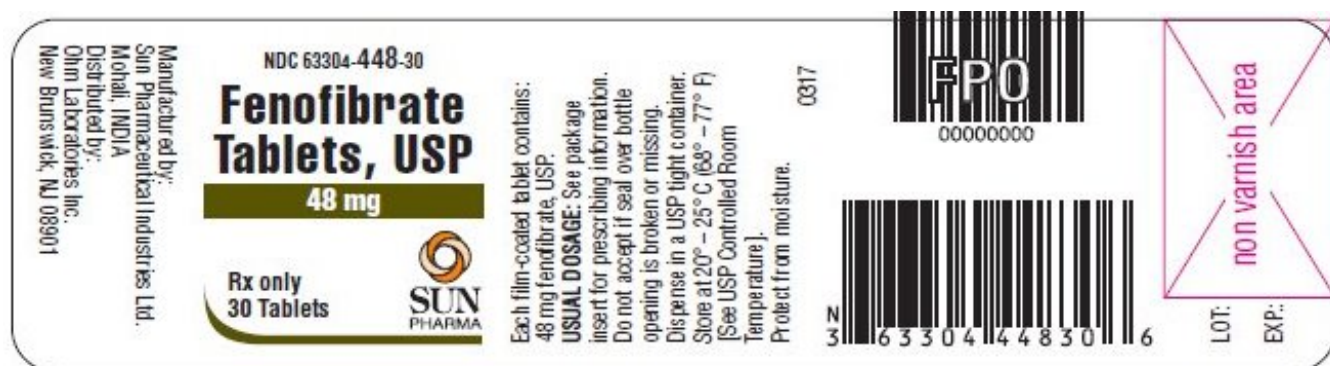 Manufactured by:
Sun Pharmaceutical Industries Ltd.
Mohali, INDIA
Distributed by:
Ohm Laboratories Inc.
New Brunswick, NJ 08901
NDC 63304-448-30
Fenofibrate
Tablets, USP
48 mg
Rx only
30 Tablets
SUN
PHARMA
Each film-coated tablet contains:
48 mg fenofibrate, USP.
USUAL DOSAGE: See package
insert for prescribing information.
Do not accept if seal over bottle
opening is broken or missing.
Dispense in a USP tight container.
Store at 20° – 25° C (68° – 77° F)
[See USP Controlled Room
Temperature].
Protect from moisture.
0317
FPO
00000000
N
3 63304 44830 6
non varnish area
LOT:
EXP.: